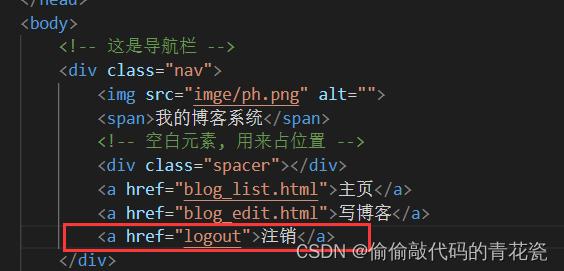 </head>
<body>
<!-- 这是导航栏 -->
<div class="nav">
<img src="imge/ph.png" alt="">
<span>我的博客系统</span>
<!-- 空白元素, 用来占位置 -->
<div class="spacer"></div>
<a href="blog_list.html">主页</a>
<a href="blog_edit.html">写博客</a>
<a href="logout">注销</a>
</div>
CSDN @偷偷敲代码的青花瓷